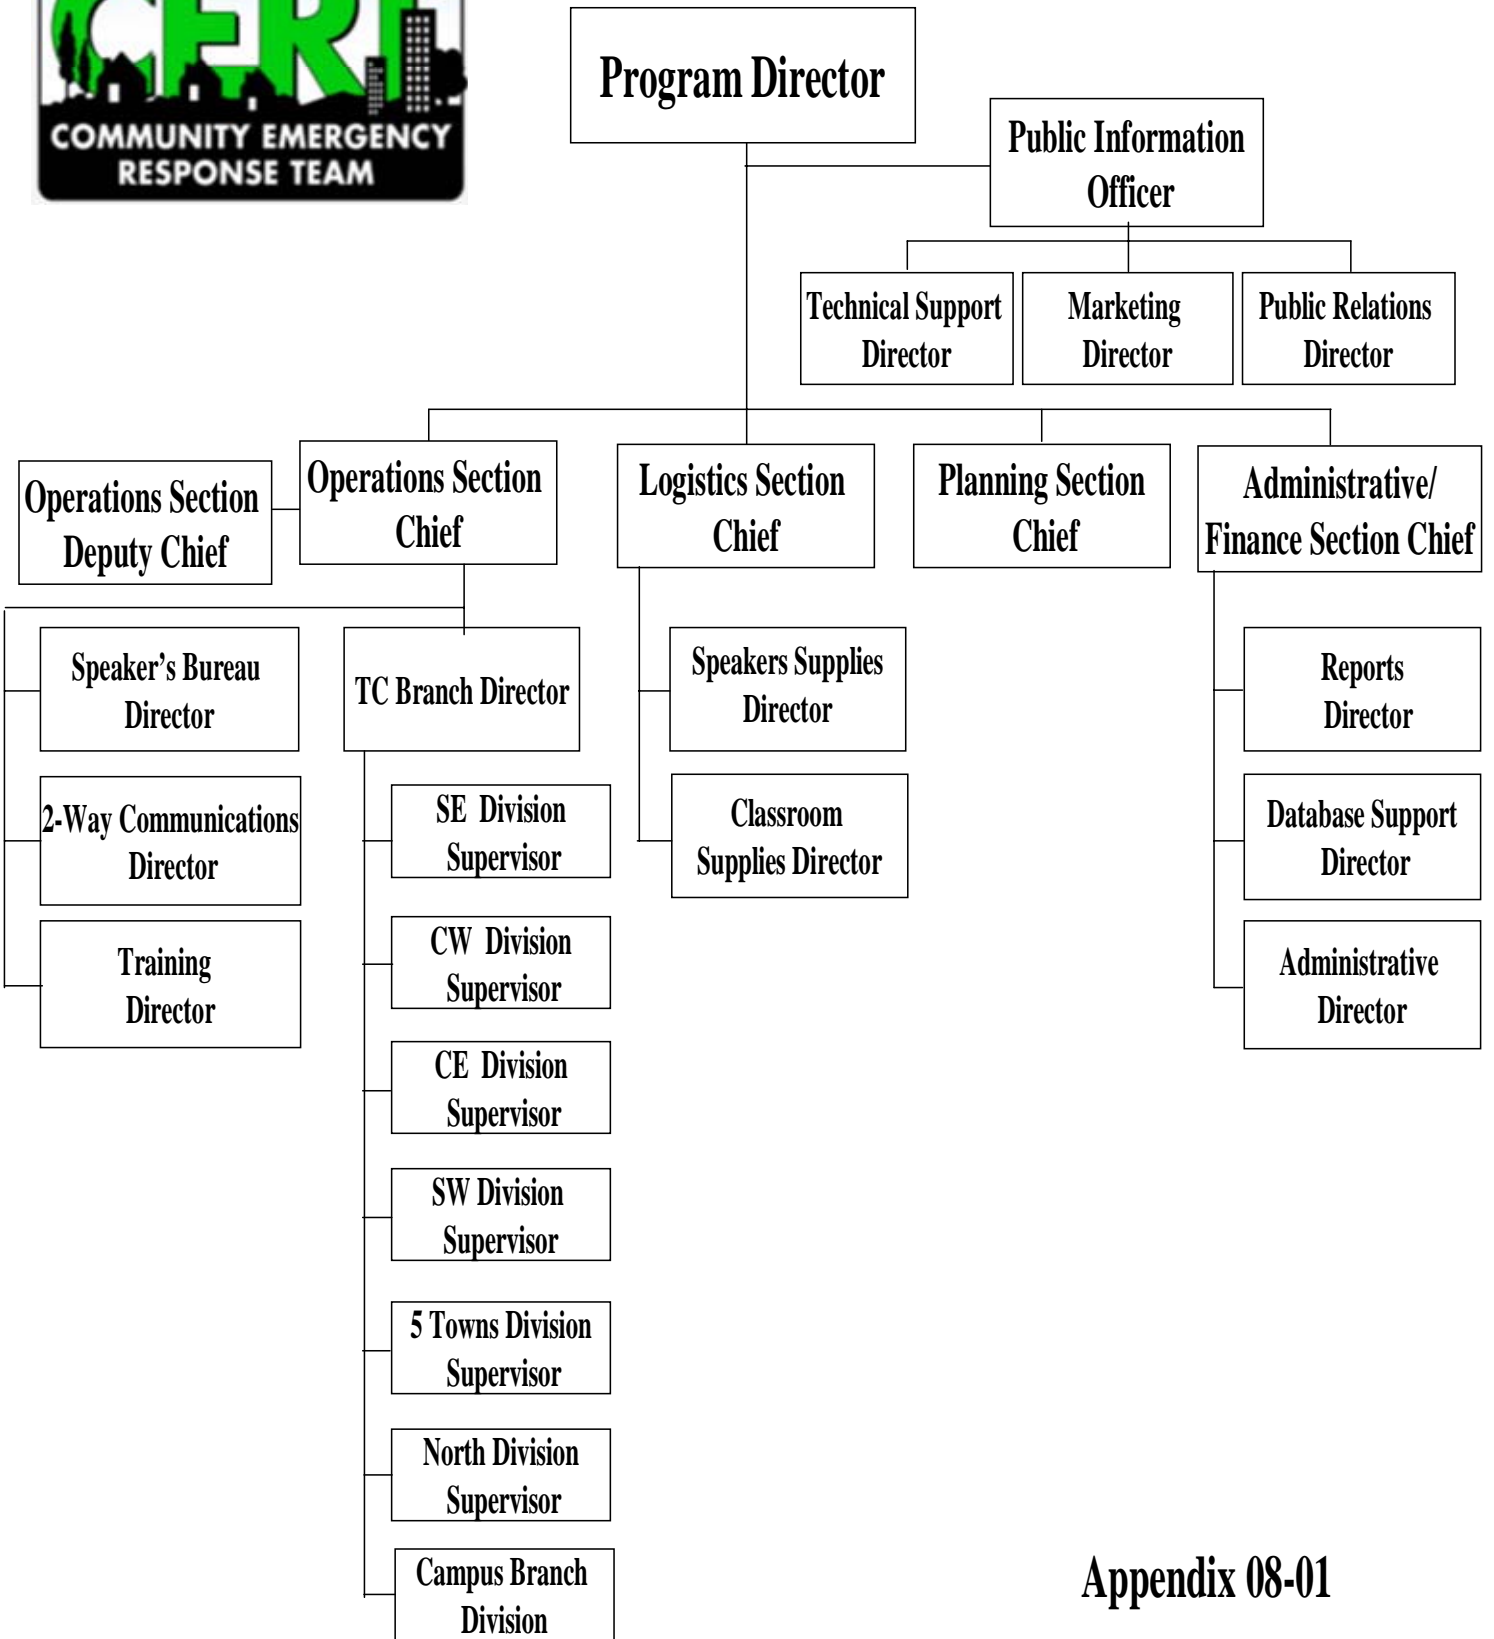 CERT
COMMUNITY EMERGENCY
RESPONSE TEAM
Program Director
Public Information
Officer
Technical Support
Director
Marketing
Director
Public Relations
Director
Operations Section
Deputy Chief
Operations Section
Chief
Logistics Section
Chief
Planning Section
Chief
Administrative/
Finance Section Chief
Speaker’s Bureau
Director
2-Way Communications
Director
Training
Director
TC Branch Director
SE Division
Supervisor
CW Division
Supervisor
CE Division
Supervisor
SW Division
Supervisor
5 Towns Division
Supervisor
North Division
Supervisor
Campus Branch
Division
Speakers Supplies
Director
Classroom
Supplies Director
Reports
Director
Database Support
Director
Administrative
Director
Appendix 08-01